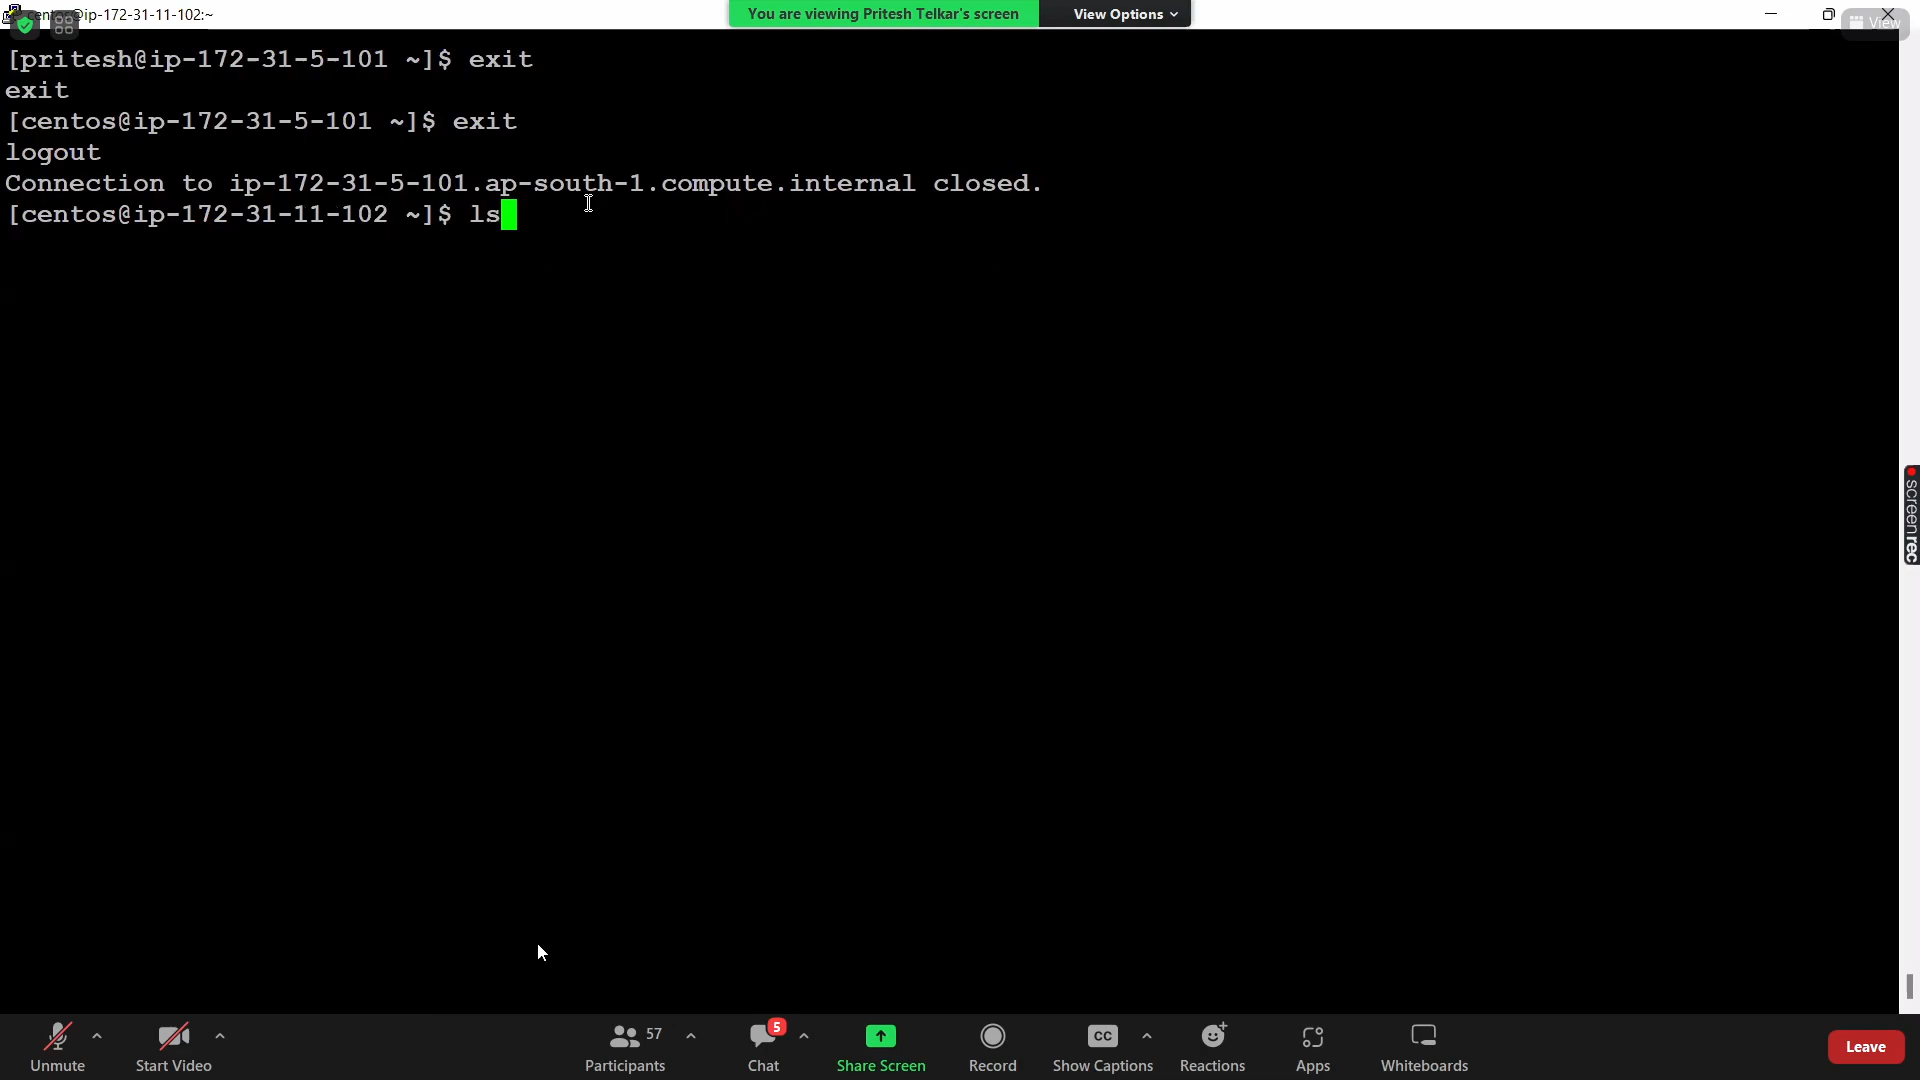 centos@ip-172-31-11-102:~
You are viewing Pritesh Telkar's screen
View Options
View
[pritesh@ip-172-31-5-101 ~]$ exit
exit
[centos@ip-172-31-5-101 ~]$ exit
logout
Connection to ip-172-31-5-101.ap-south-1.compute.internal closed.
[centos@ip-172-31-11-102 ~]$ ls
screenrec
Unmute
Start Video
57
Participants
5
Chat
Share Screen
Record
CC
Show Captions
Reactions
Apps
Whiteboards
Leave